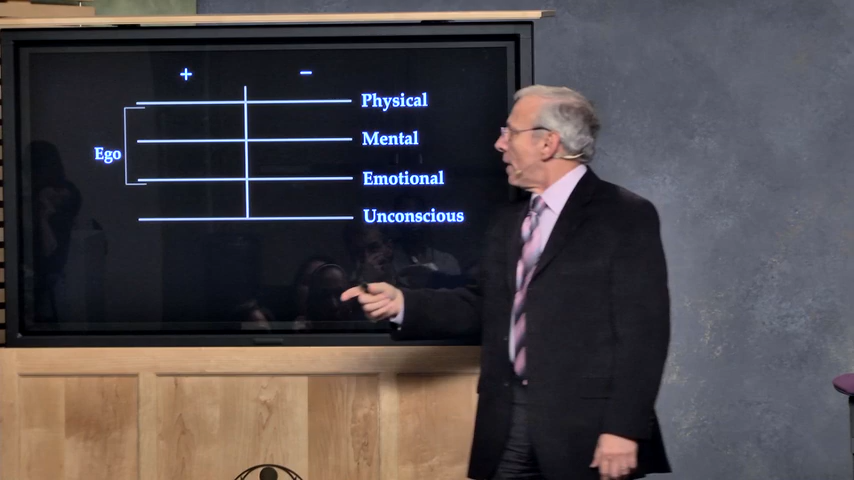 + −
Physical
Mental
Ego
Emotional
Unconscious